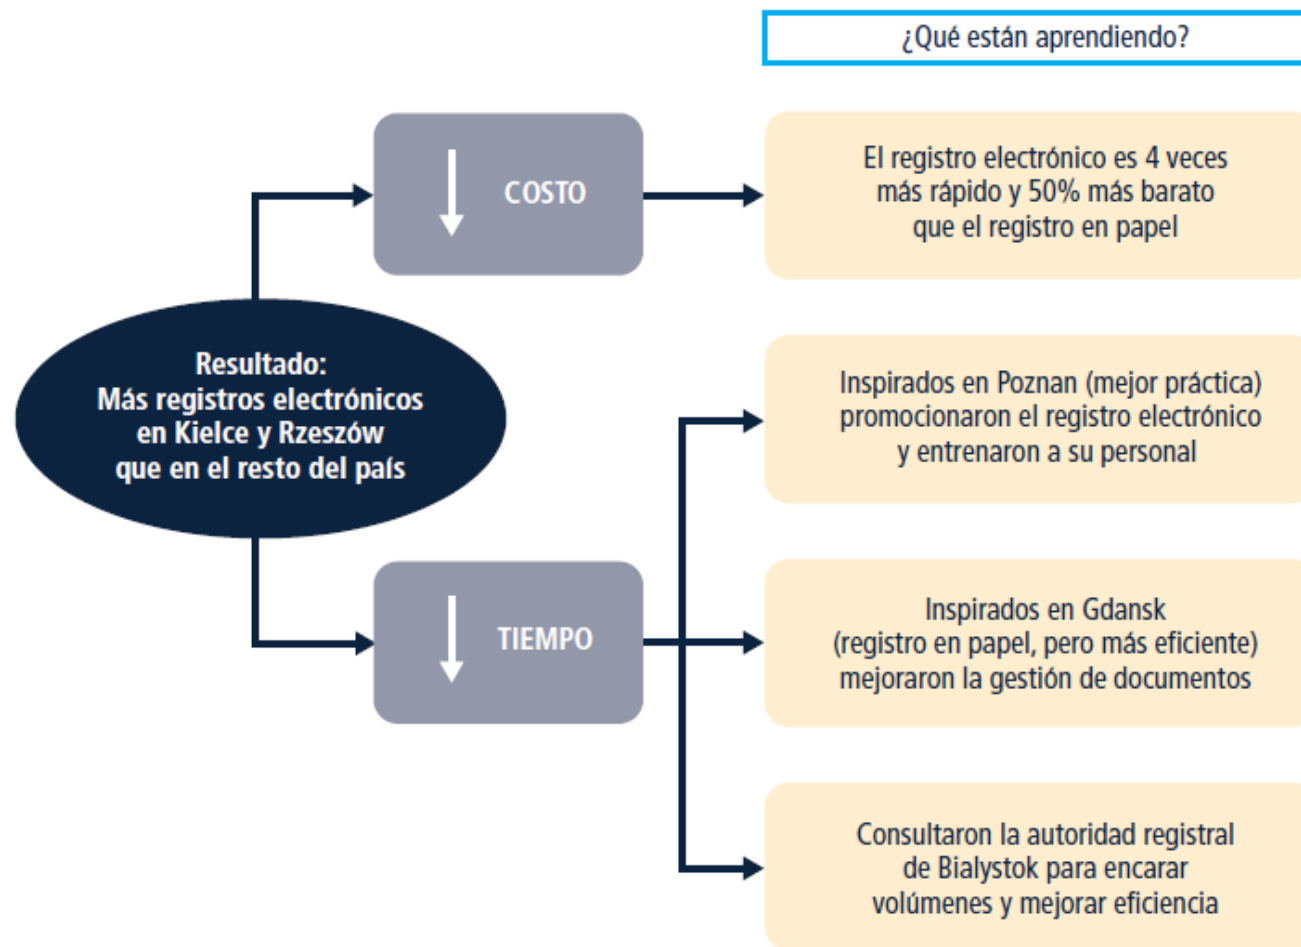 ¿Qué están aprendiendo?
COSTO
El registro electrónico es 4 veces
más rápido y 50% más barato
que el registro en papel
Resultado:
Más registros electrónicos
en Kielce y Rzeszów
que en el resto del país
Inspirados en Poznan (mejor práctica)
promocionaron el registro electrónico
y entrenaron a su personal
TIEMPO
Inspirados en Gdansk
(registro en papel, pero más eficiente)
mejoraron la gestión de documentos
Consultaron la autoridad registral
de Bialystok para encarar
volúmenes y mejorar eficiencia